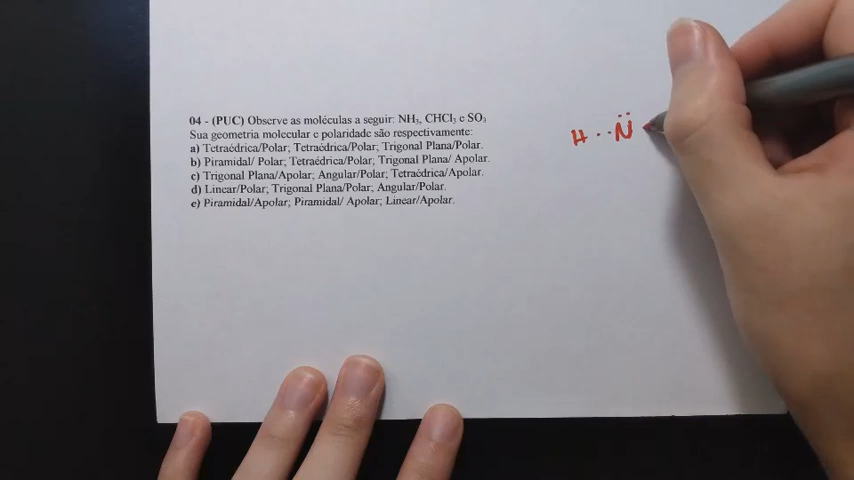 04 - (PUC) Observe as moléculas a seguir: NH₃, CHCl₃ e SO₃
Sua geometria molecular e polaridade são respectivamente:
a) Tetraédrica/Polar; Tetraédrica/Polar; Trigonal Plana/Polar.
b) Piramidal/ Polar; Tetraédrica/Polar; Trigonal Plana/ Apolar.
c) Trigonal Plana/Apolar; Angular/Polar; Tetraédrica/Apolar.
d) Linear/Polar; Trigonal Plana/Polar; Angular/Polar.
e) Piramidal/Apolar; Piramidal/ Apolar; Linear/Apolar.
H ·· N̈